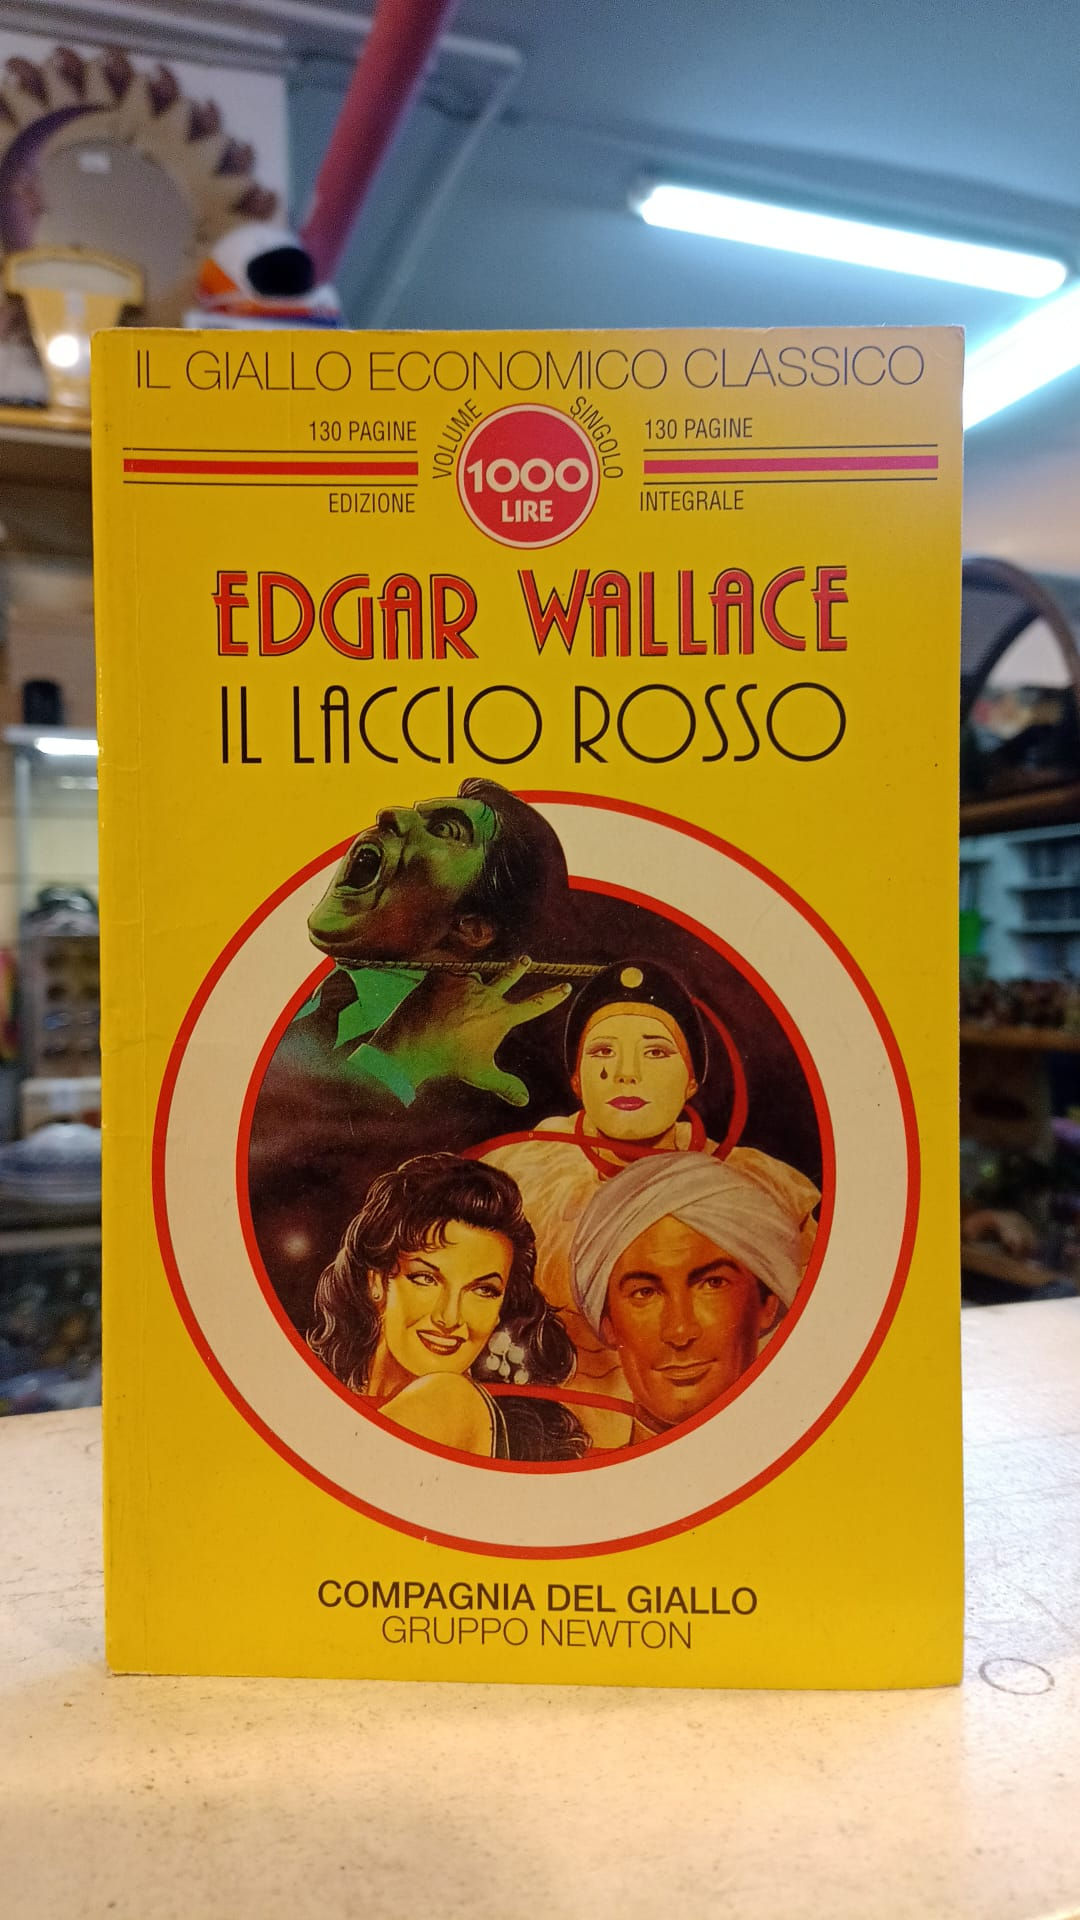 IL GIALLO ECONOMICO CLASSICO
130 PAGINE
VOLUME SINGOLO
130 PAGINE
1000
LIRE
EDIZIONE
INTEGRALE
EDGAR WALLACE
IL LACCIO ROSSO
COMPAGNIA DEL GIALLO
GRUPPO NEWTON